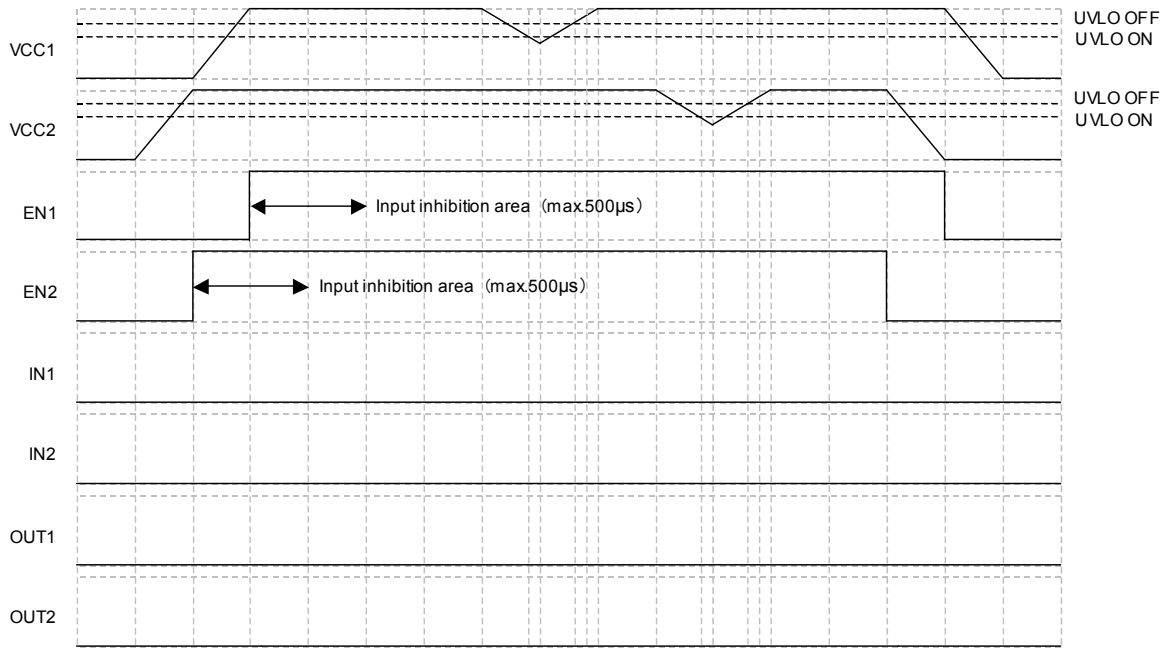 VCC1
UVLO OFF
UVLO ON
VCC2
UVLO OFF
UVLO ON
EN1
Input inhibition area (max.500µs)
EN2
Input inhibition area (max.500µs)
IN1
IN2
OUT1
OUT2